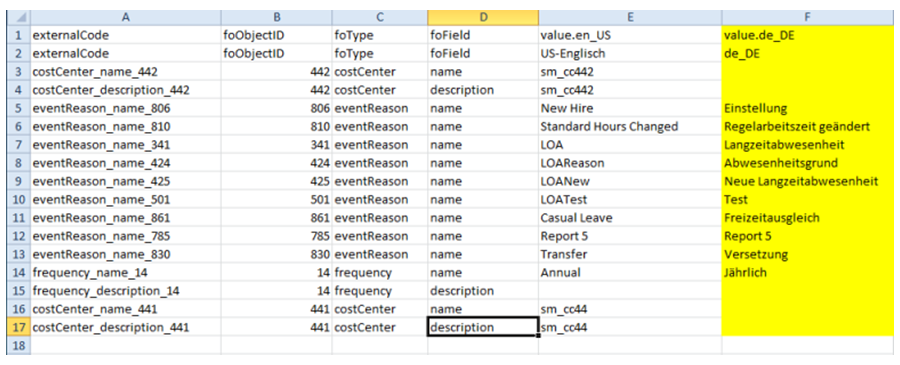 A B C D E F
1 externalCode foObjectID foType foField value.en_US value.de_DE
2 externalCode foObjectID foType foField US-Englisch de_DE
3 costCenter_name_442 442 costCenter name sm_cc442
4 costCenter_description_442 442 costCenter description sm_cc442
5 eventReason_name_806 806 eventReason name New Hire Einstellung
6 eventReason_name_810 810 eventReason name Standard Hours Changed Regelarbeitszeit geändert
7 eventReason_name_341 341 eventReason name LOA Langzeitabwesenheit
8 eventReason_name_424 424 eventReason name LOAReason Abwesenheitsgrund
9 eventReason_name_425 425 eventReason name LOANew Neue Langzeitabwesenheit
10 eventReason_name_501 501 eventReason name LOATest Test
11 eventReason_name_861 861 eventReason name Casual Leave Freizeitausgleich
12 eventReason_name_785 785 eventReason name Report 5 Report 5
13 eventReason_name_830 830 eventReason name Transfer Versetzung
14 frequency_name_14 14 frequency name Annual Jährlich
15 frequency_description_14 14 frequency description
16 costCenter_name_441 441 costCenter name sm_cc44
17 costCenter_description_441 441 costCenter description sm_cc44
18